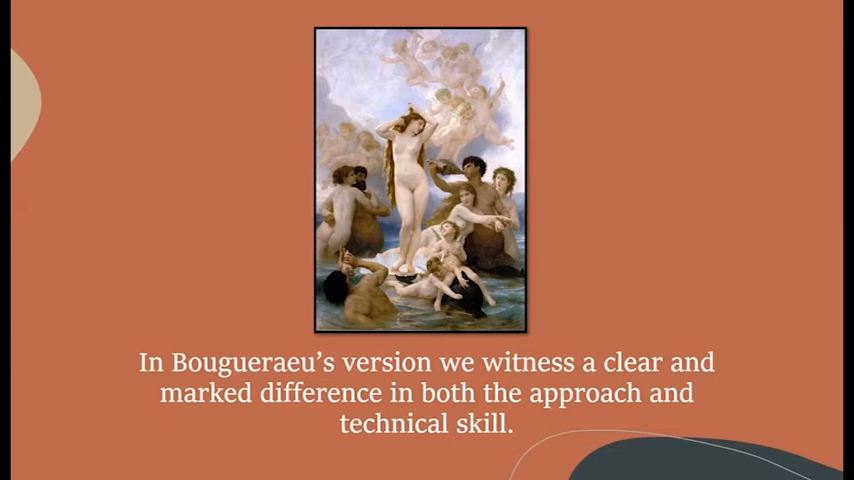 In Bougueraeu's version we witness a clear and
marked difference in both the approach and
technical skill.